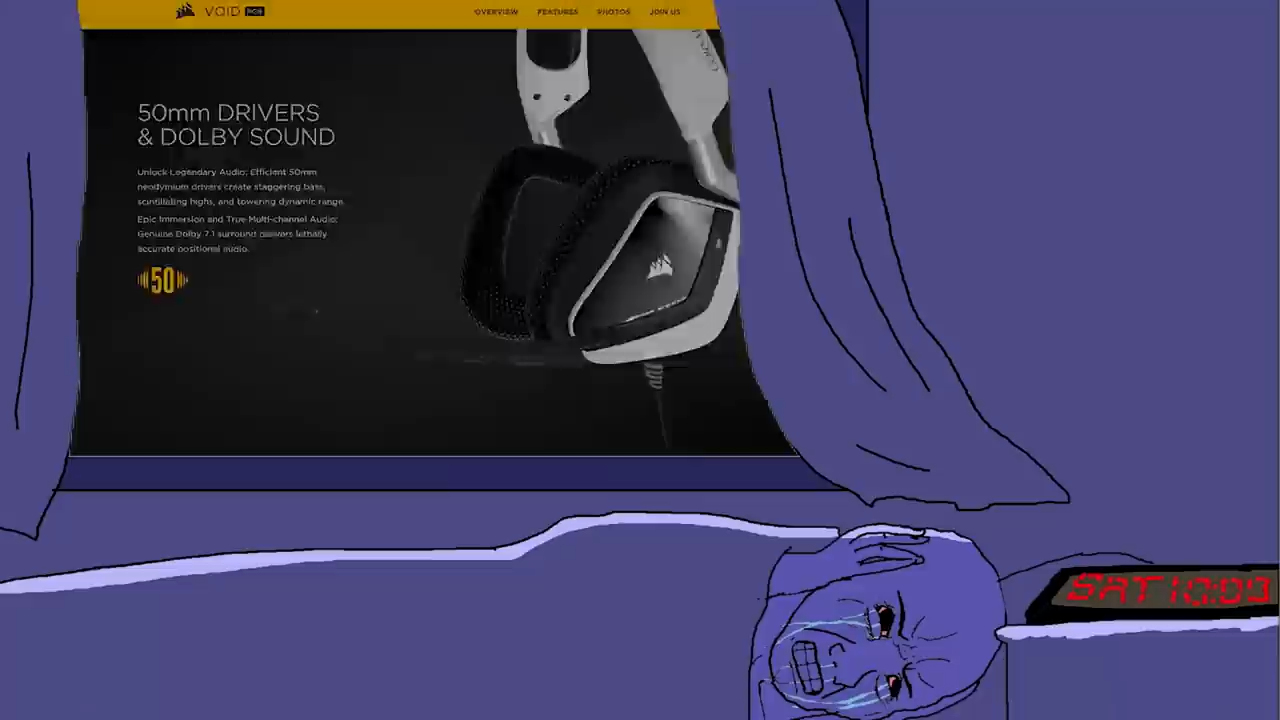 VOID RGB
OVERVIEW FEATURES PHOTOS JOIN US
50mm DRIVERS
& DOLBY SOUND
Unlock Legendary Audio: Efficient 50mm
neodymium drivers create staggering bass,
scintillating highs, and towering dynamic range.
Epic Immersion and True Multi-channel Audio:
Genuine Dolby 7.1 surround delivers lethally
accurate positional audio.
50
SAT 10:03